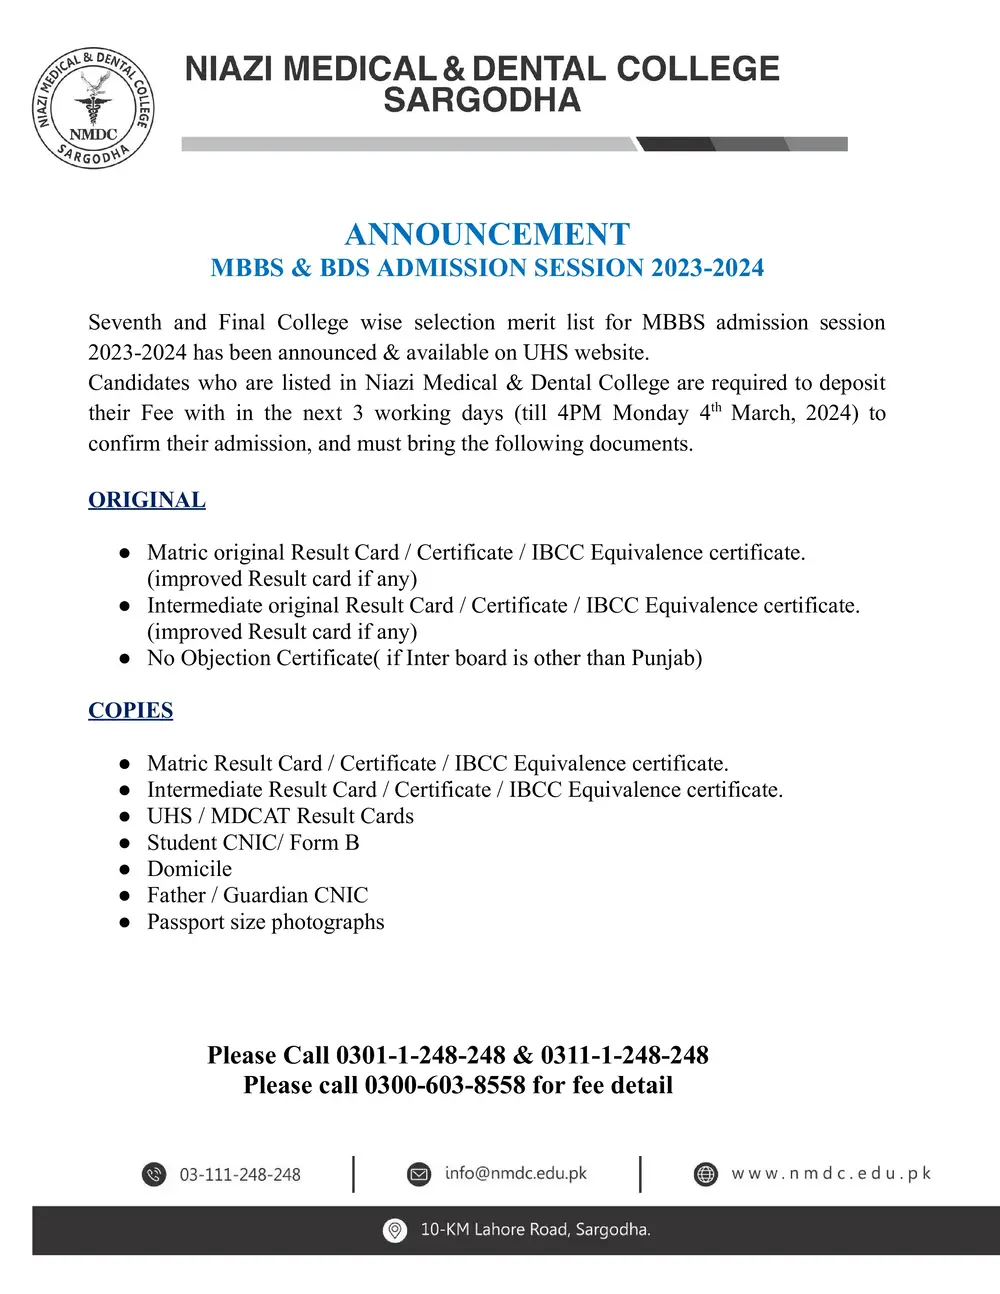 NIAZI MEDICAL & DENTAL COLLEGE
SARGODHA
NIAZI MEDICAL & DENTAL COLLEGE
NMDC
SARGODHA
ANNOUNCEMENT
MBBS & BDS ADMISSION SESSION 2023-2024
Seventh and Final College wise selection merit list for MBBS admission session
2023-2024 has been announced & available on UHS website.
Candidates who are listed in Niazi Medical & Dental College are required to deposit
their Fee with in the next 3 working days (till 4PM Monday 4th March, 2024) to
confirm their admission, and must bring the following documents.
ORIGINAL
● Matric original Result Card / Certificate / IBCC Equivalence certificate.
(improved Result card if any)
● Intermediate original Result Card / Certificate / IBCC Equivalence certificate.
(improved Result card if any)
● No Objection Certificate( if Inter board is other than Punjab)
COPIES
● Matric Result Card / Certificate / IBCC Equivalence certificate.
● Intermediate Result Card / Certificate / IBCC Equivalence certificate.
● UHS / MDCAT Result Cards
● Student CNIC/ Form B
● Domicile
● Father / Guardian CNIC
● Passport size photographs
Please Call 0301-1-248-248 & 0311-1-248-248
Please call 0300-603-8558 for fee detail
03-111-248-248
info@nmdc.edu.pk
www.nmdc.edu.pk
10-KM Lahore Road, Sargodha.